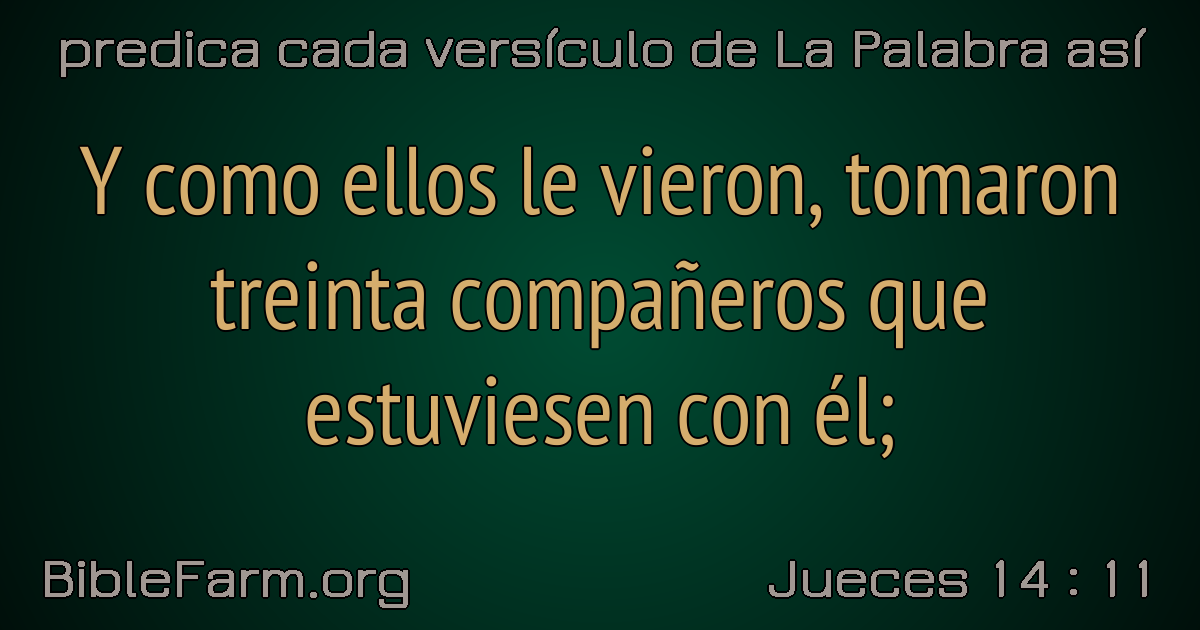 predica cada versículo de La Palabra así
Y como ellos le vieron, tomaron
treinta compañeros que
estuviesen con él;
BibleFarm.org
Jueces 14 : 11